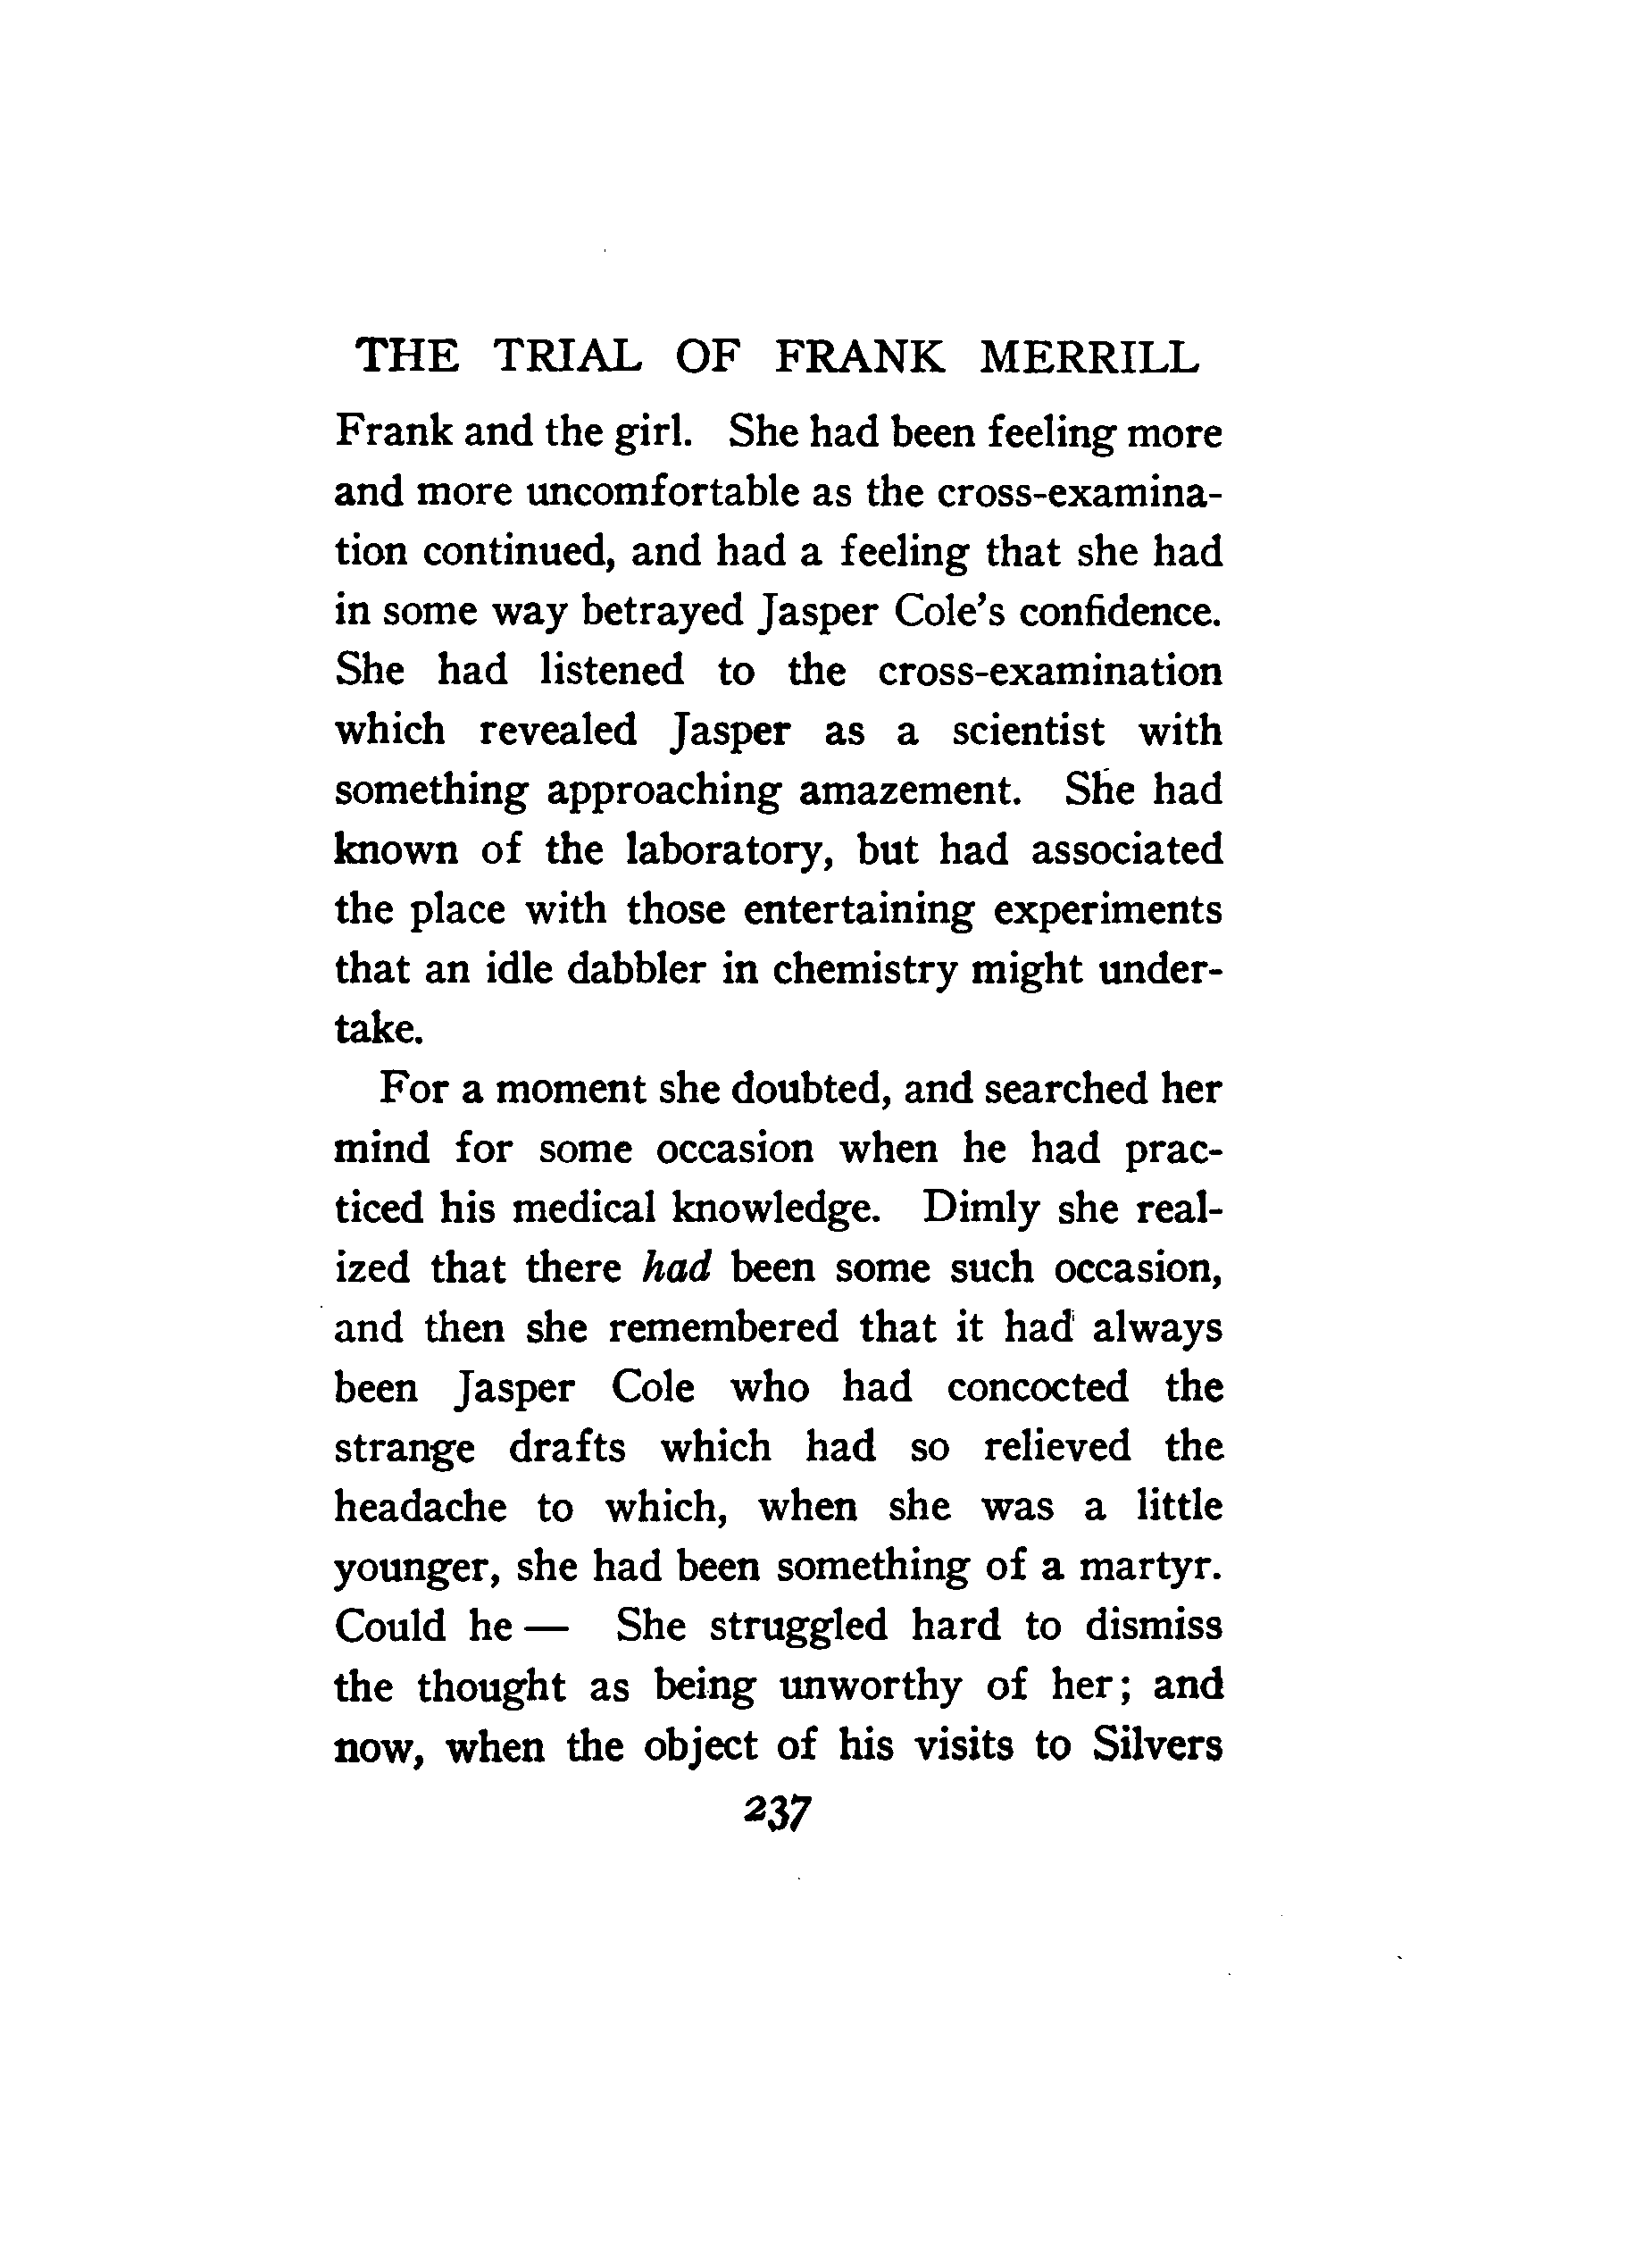 THE TRIAL OF FRANK MERRILL
Frank and the girl. She had been feeling more
and more uncomfortable as the cross-examina-
tion continued, and had a feeling that she had
in some way betrayed Jasper Cole's confidence.
She had listened to the cross-examination
which revealed Jasper as a scientist with
something approaching amazement. She had
known of the laboratory, but had associated
the place with those entertaining experiments
that an idle dabbler in chemistry might under-
take.
For a moment she doubted, and searched her
mind for some occasion when he had prac-
ticed his medical knowledge. Dimly she real-
ized that there had been some such occasion,
and then she remembered that it had always
been Jasper Cole who had concocted the
strange drafts which had so relieved the
headache to which, when she was a little
younger, she had been something of a martyr.
Could he — She struggled hard to dismiss
the thought as being unworthy of her; and
now, when the object of his visits to Silvers
237